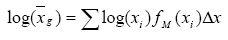 log(x̄_g) = ∑ log(x_i) f_M(x_i)Δx